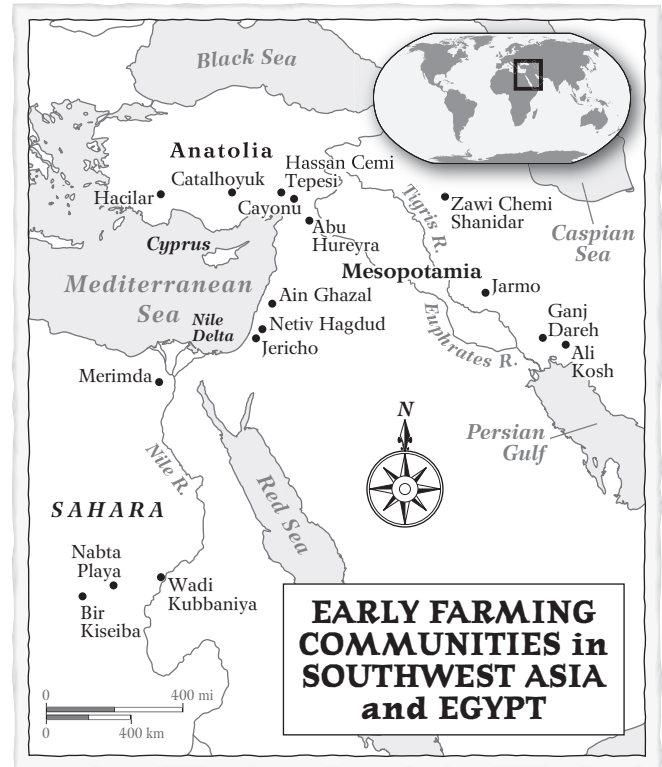 Black Sea
Anatolia
Hassan Cemi
Tepesi
Catalhoyuk
Hacilar
Cayonu
Abu
Hureyra
Tigris R.
Zawi Chemi
Shanidar
Caspian
Sea
Cyprus
Mesopotamia
Mediterranean
Sea
Jarmo
Ain Ghazal
Nile
Delta
Netiv Hagdud
Jericho
Euphrates R.
Ganj
Dareh
Ali
Kosh
Merimda
N
Persian
Gulf
Nile R.
Red Sea
SAHARA
Nabta
Playa
Wadi
Kubbaniya
Bir
Kiseiba
EARLY FARMING
COMMUNITIES in
SOUTHWEST ASIA
and EGYPT
0 400 mi
0 400 km